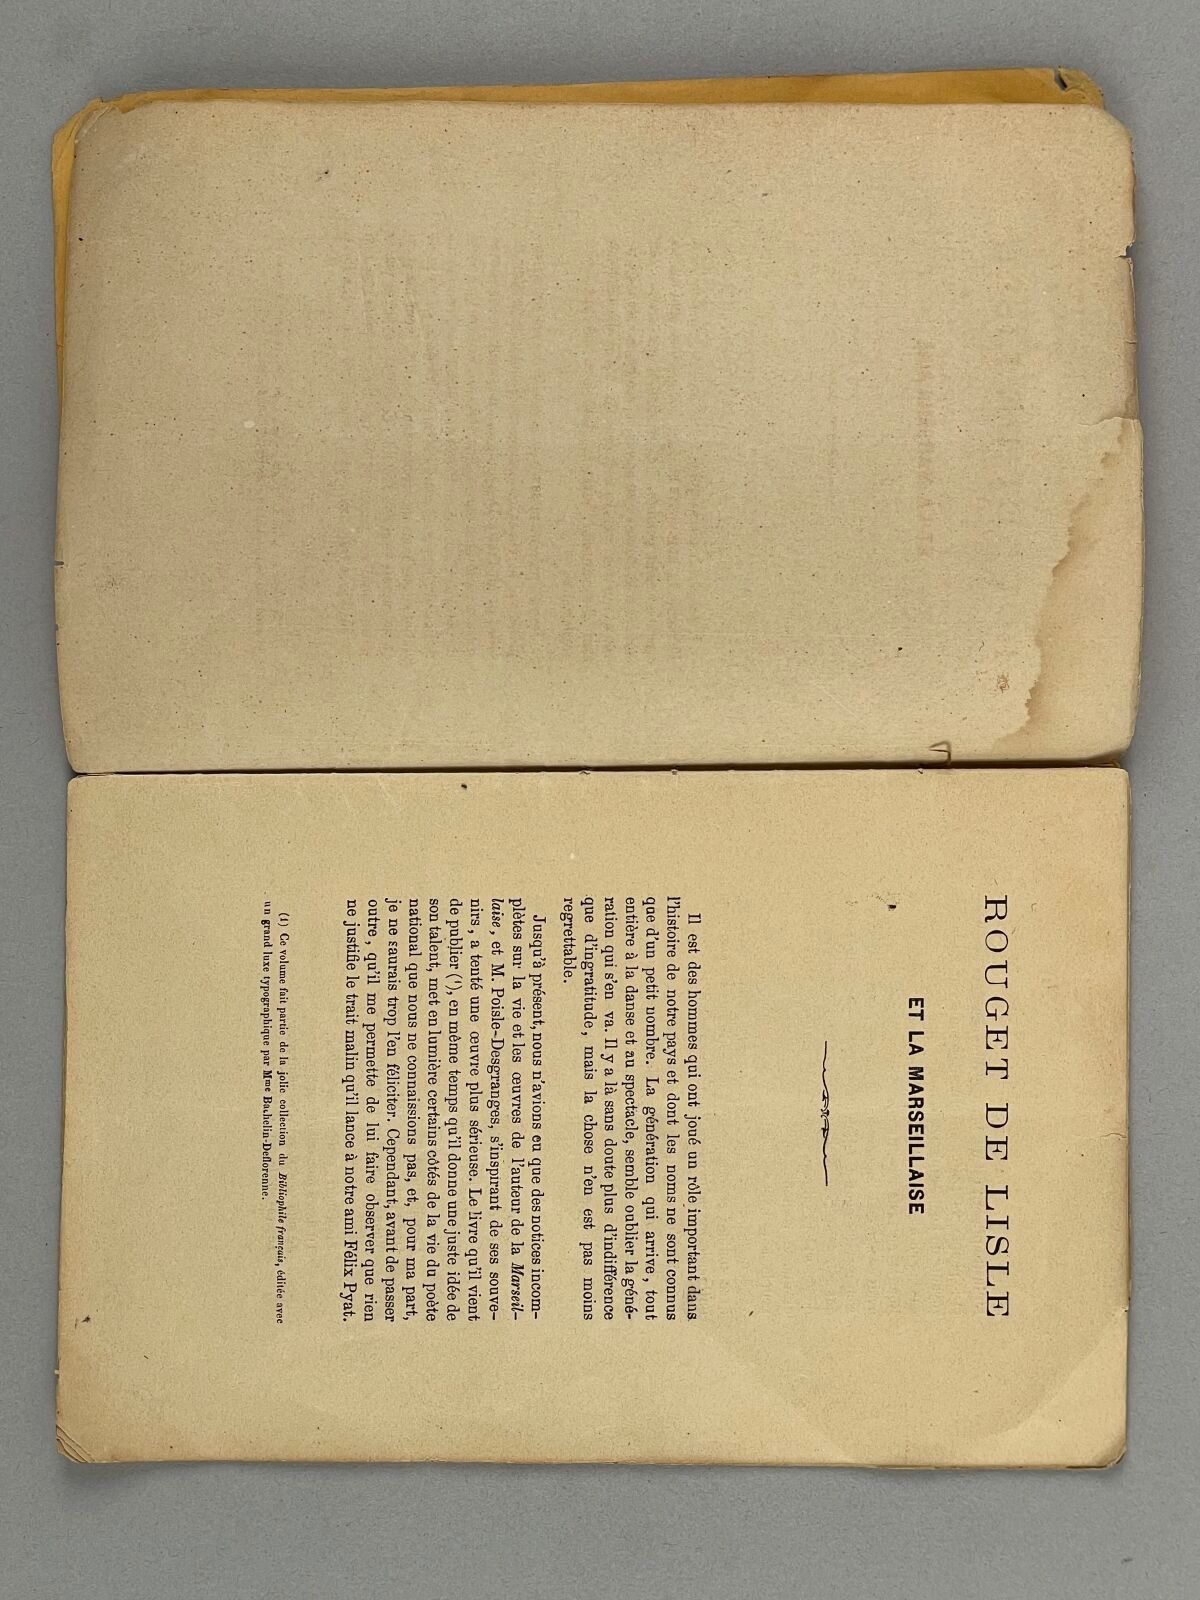 ROUGET DE LISLE
ET LA MARSEILLAISE
Il est des hommes qui ont joué un rôle important dans
l'histoire de notre pays et dont les noms ne sont connus
que d'un petit nombre. La génération qui arrive, tout
entière à la danse et au spectacle, semble oublier la géné-
ration qui s'en va. Il y a là sans doute plus d'indifférence
que d'ingratitude, mais la chose n'en est pas moins
regrettable.
Jusqu'à présent, nous n'avions eu que des notices incom-
plètes sur la vie et les œuvres de l'auteur de la Marseil-
laise, et M. Poisle-Desgranges, s'inspirant de ses souve-
nirs, a tenté une œuvre plus sérieuse. Le livre qu'il vient
de publier (1), en même temps qu'il donne une juste idée de
son talent, met en lumière certains côtés de la vie du poète
national que nous ne connaissions pas, et, pour ma part,
je ne saurais trop l'en féliciter. Cependant, avant de passer
outre, qu'il me permette de lui faire observer que rien
ne justifie le trait malin qu'il lance à notre ami Félix Pyat.
(1) Ce volume fait partie de la jolie collection du Bibliophile français, éditée avec
un grand luxe typographique par Mme Bachelin-Deflorenne.